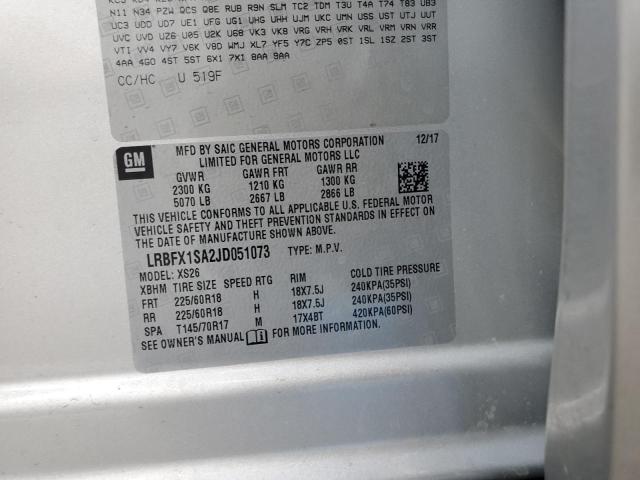 N11 N34 PZW QCS Q8E RUB R9N SLM TC2 TDM T3U T4A T74 T83 UB3
UC3 UDD UD7 UE1 UFG UG1 UHG UHH UJM UKC UMN USS UST UTJ UUT
UVC UVD UZ6 U05 U2K U68 VK3 VK8 VRG VRH VRK VRL VRM VRN VRR
VTI VV4 VY7 V6K V8D WMJ XL7 YF5 Y7C ZP5 0ST 1SL 1SZ 2ST 3ST
4AA 4GO 4ST 5ST 6X1 7X1 8AA 9AA
CC/HC U 519F
GM
MFD BY SAIC GENERAL MOTORS CORPORATION 12/17
LIMITED FOR GENERAL MOTORS LLC
GVWR GAWR FRT GAWR RR
2300 KG 1210 KG 1300 KG
5070 LB 2667 LB 2866 LB
THIS VEHICLE CONFORMS TO ALL APPLICABLE U.S. FEDERAL MOTOR
VEHICLE SAFETY AND THEFT PREVENTION STANDARDS IN EFFECT ON
THE DATE OF MANUFACTURE SHOWN ABOVE.
LRBFX1SA2JD051073 TYPE: M.P.V.
MODEL: XS26
XBHM TIRE SIZE SPEED RTG RIM COLD TIRE PRESSURE
FRT 225/60R18 H 18X7.5J 240KPA(35PSI)
RR 225/60R18 H 18X7.5J 240KPA(35PSI)
SPA T145/70R17 M 17X4BT 420KPA(60PSI)
SEE OWNER'S MANUAL FOR MORE INFORMATION.